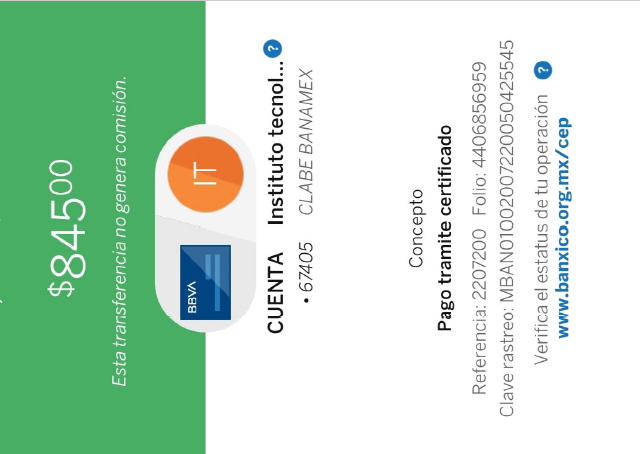 $845.00
Esta transferencia no genera comisión.
BBVA
IT
CUENTA
• 67405
Instituto tecnol...
CLABE BANAMEX
Concepto
Pago tramite certificado
Referencia: 2207200 Folio: 4406856959
Clave rastreo: MBAN01002007220050425545
Verifica el estatus de tu operación ?
www.banxico.org.mx/cep